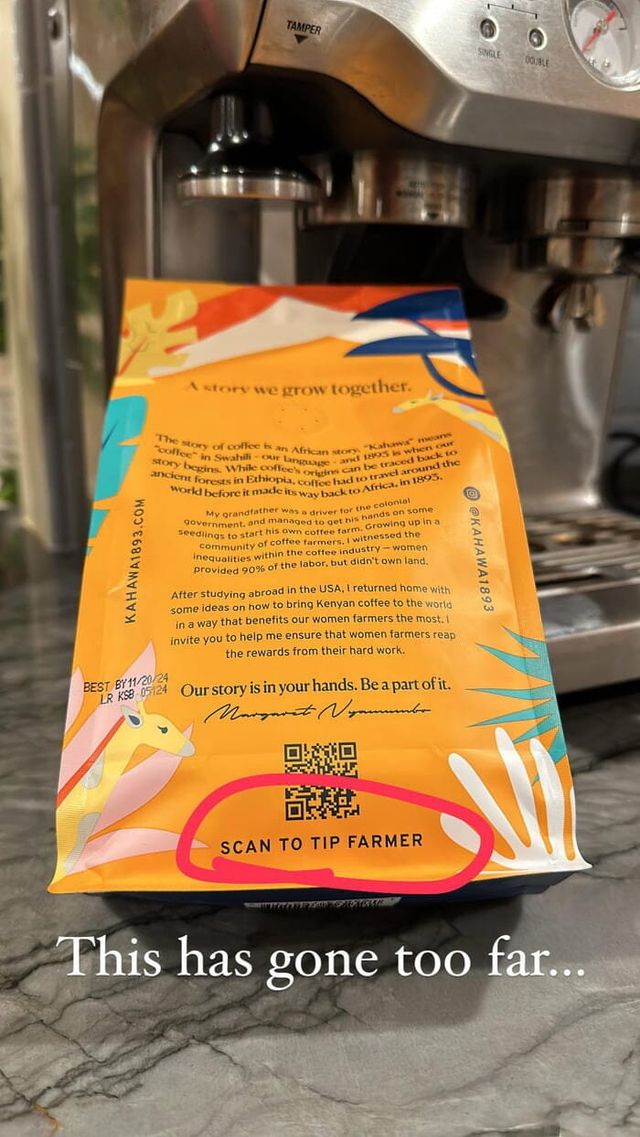 TAMPER
SINGLE
DOUBLE
A story we grow together.
The story of coffee is an African story. "Kahawa" means
"coffee" in Swahili - our language - and 1893 is when our
story begins. While coffee's origins can be traced back to
ancient forests in Ethiopia, coffee had to travel around the
world before it made its way back to Africa, in 1893.
My grandfather was a driver for the colonial
government, and managed to get his hands on some
seedlings to start his own coffee farm. Growing up in a
community of coffee farmers, I witnessed the
inequalities within the coffee industry – women
provided 90% of the labor, but didn't own land.
After studying abroad in the USA, I returned home with
some ideas on how to bring Kenyan coffee to the world
in a way that benefits our women farmers the most. I
invite you to help me ensure that women farmers reap
the rewards from their hard work.
KAHAWA1893.COM
@KAHAWA1893
BEST BY 11/20/24
LR KSB 05124
Our story is in your hands. Be a part of it.
Margaret Nyamumbo
SCAN TO TIP FARMER
This has gone too far...